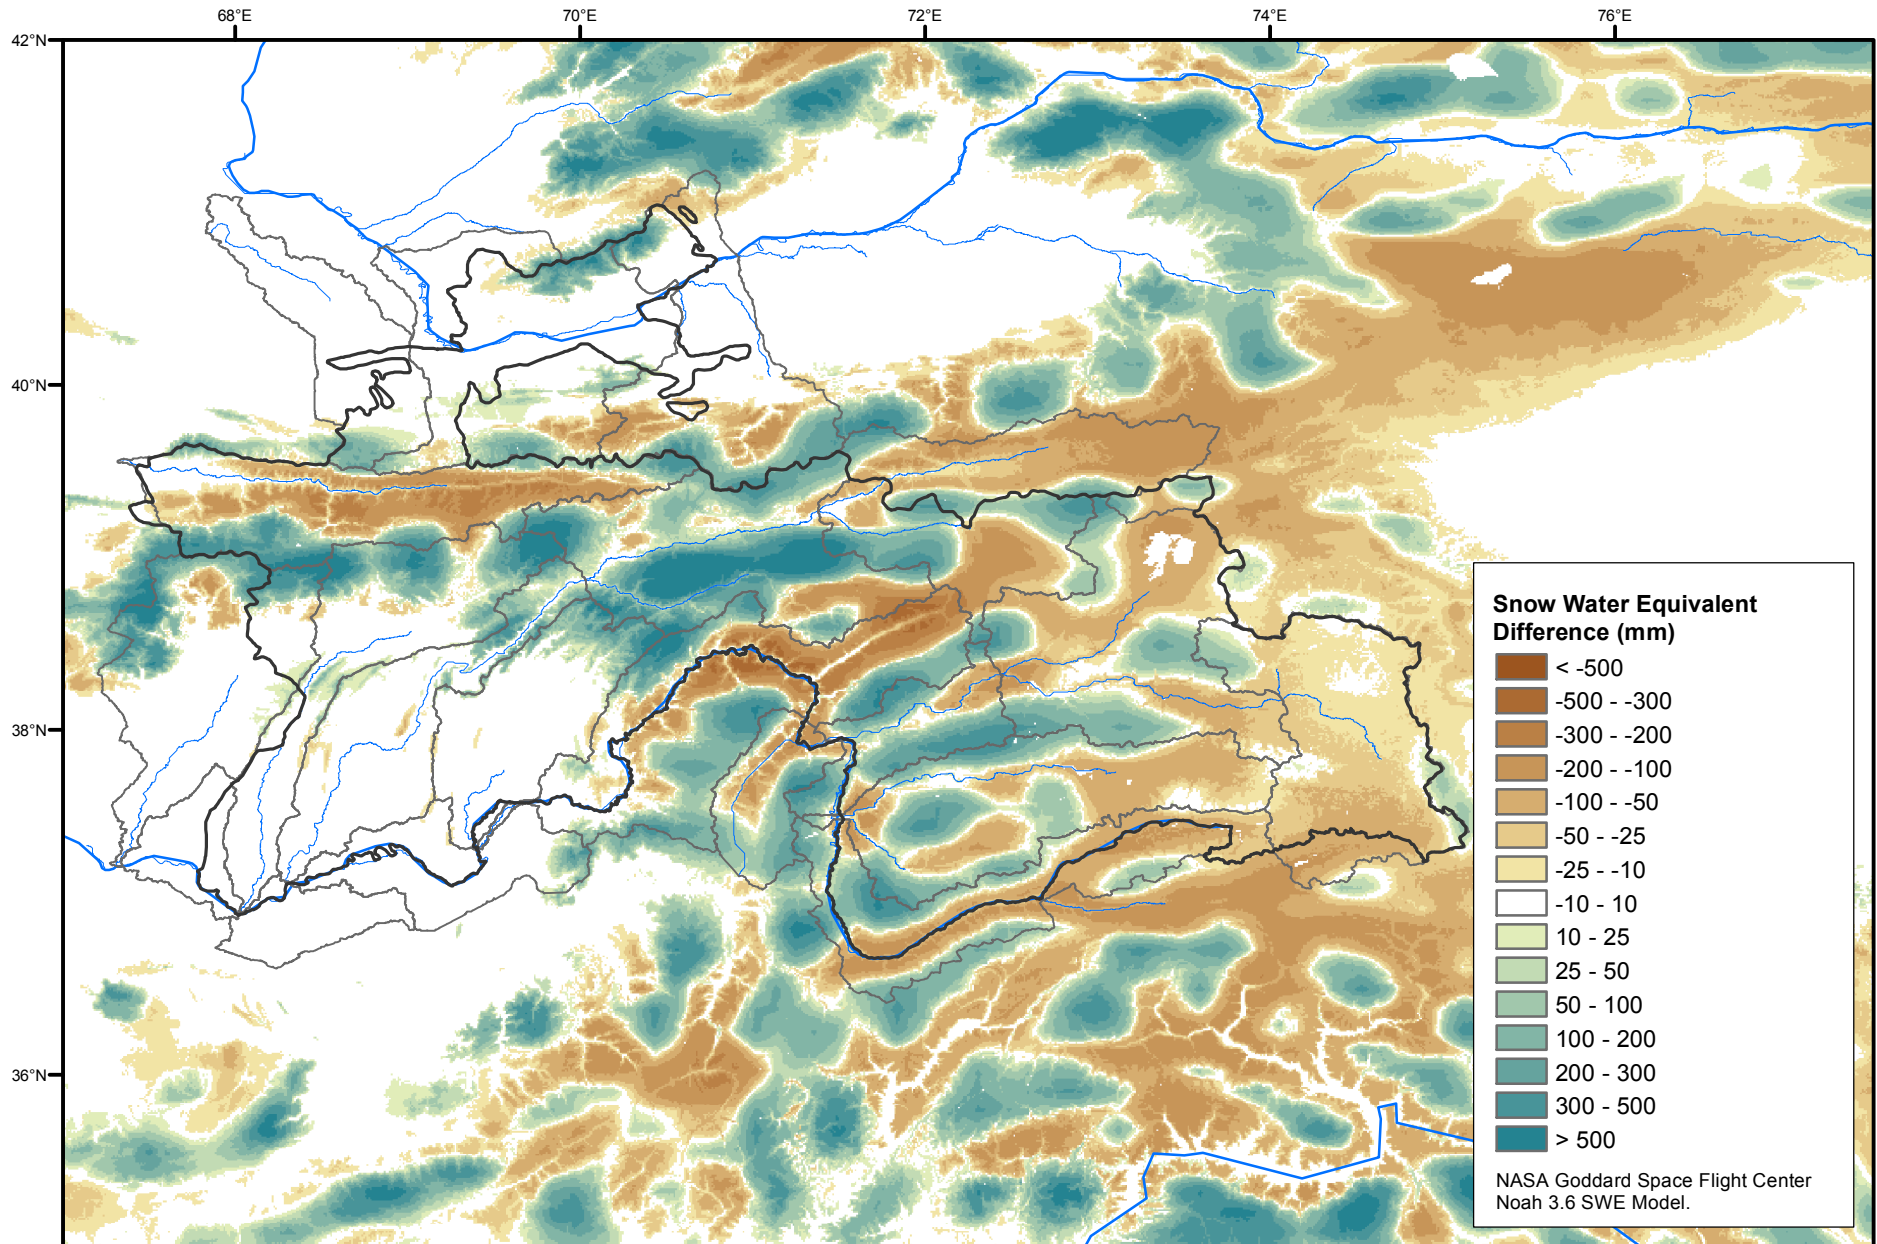 68°E
70°E
72°E
74°E
76°E
42°N
40°N
38°N
36°N
Snow Water Equivalent
Difference (mm)
< -500
-500 - -300
-300 - -200
-200 - -100
-100 - -50
-50 - -25
-25 - -10
-10 - 10
10 - 25
25 - 50
50 - 100
100 - 200
200 - 300
300 - 500
> 500
NASA Goddard Space Flight Center
Noah 3.6 SWE Model.